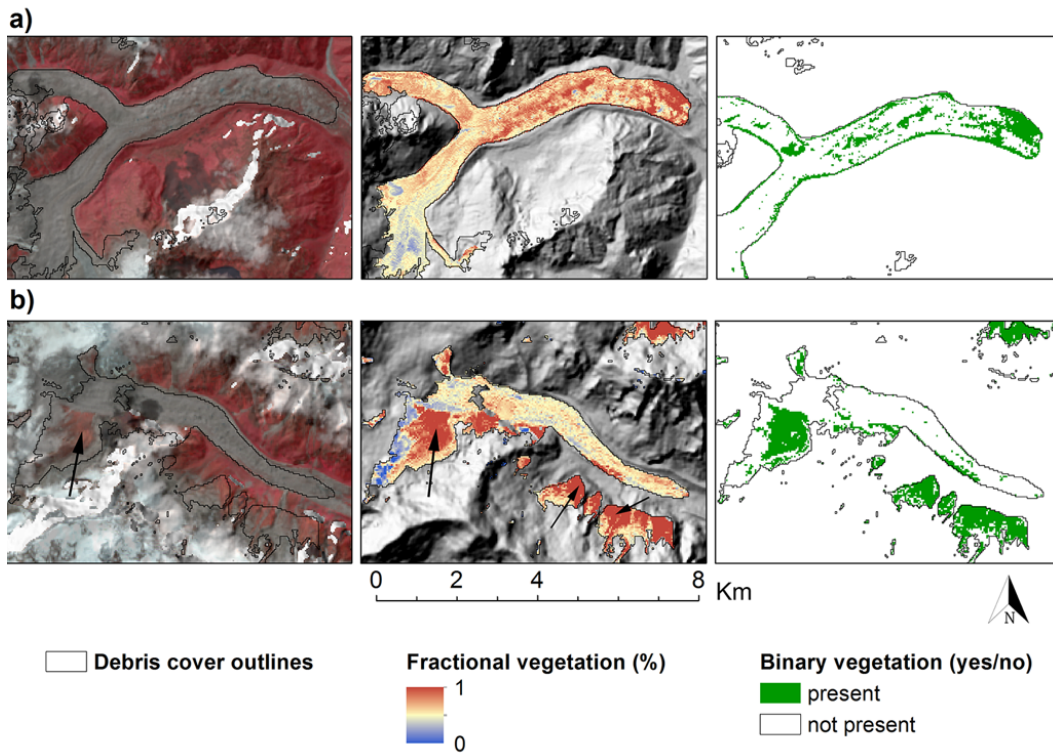 a)
b)
0 2 4 6 8
Km
N
Debris cover outlines
Fractional vegetation (%)
1
0
Binary vegetation (yes/no)
present
not present